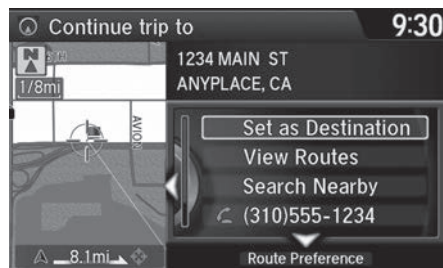 Continue trip to
9:30
N
1/8mi
AVION
8.1mi
1234 MAIN ST
ANYPLACE, CA
Set as Destination
View Routes
Search Nearby
(310)555-1234
Route Preference